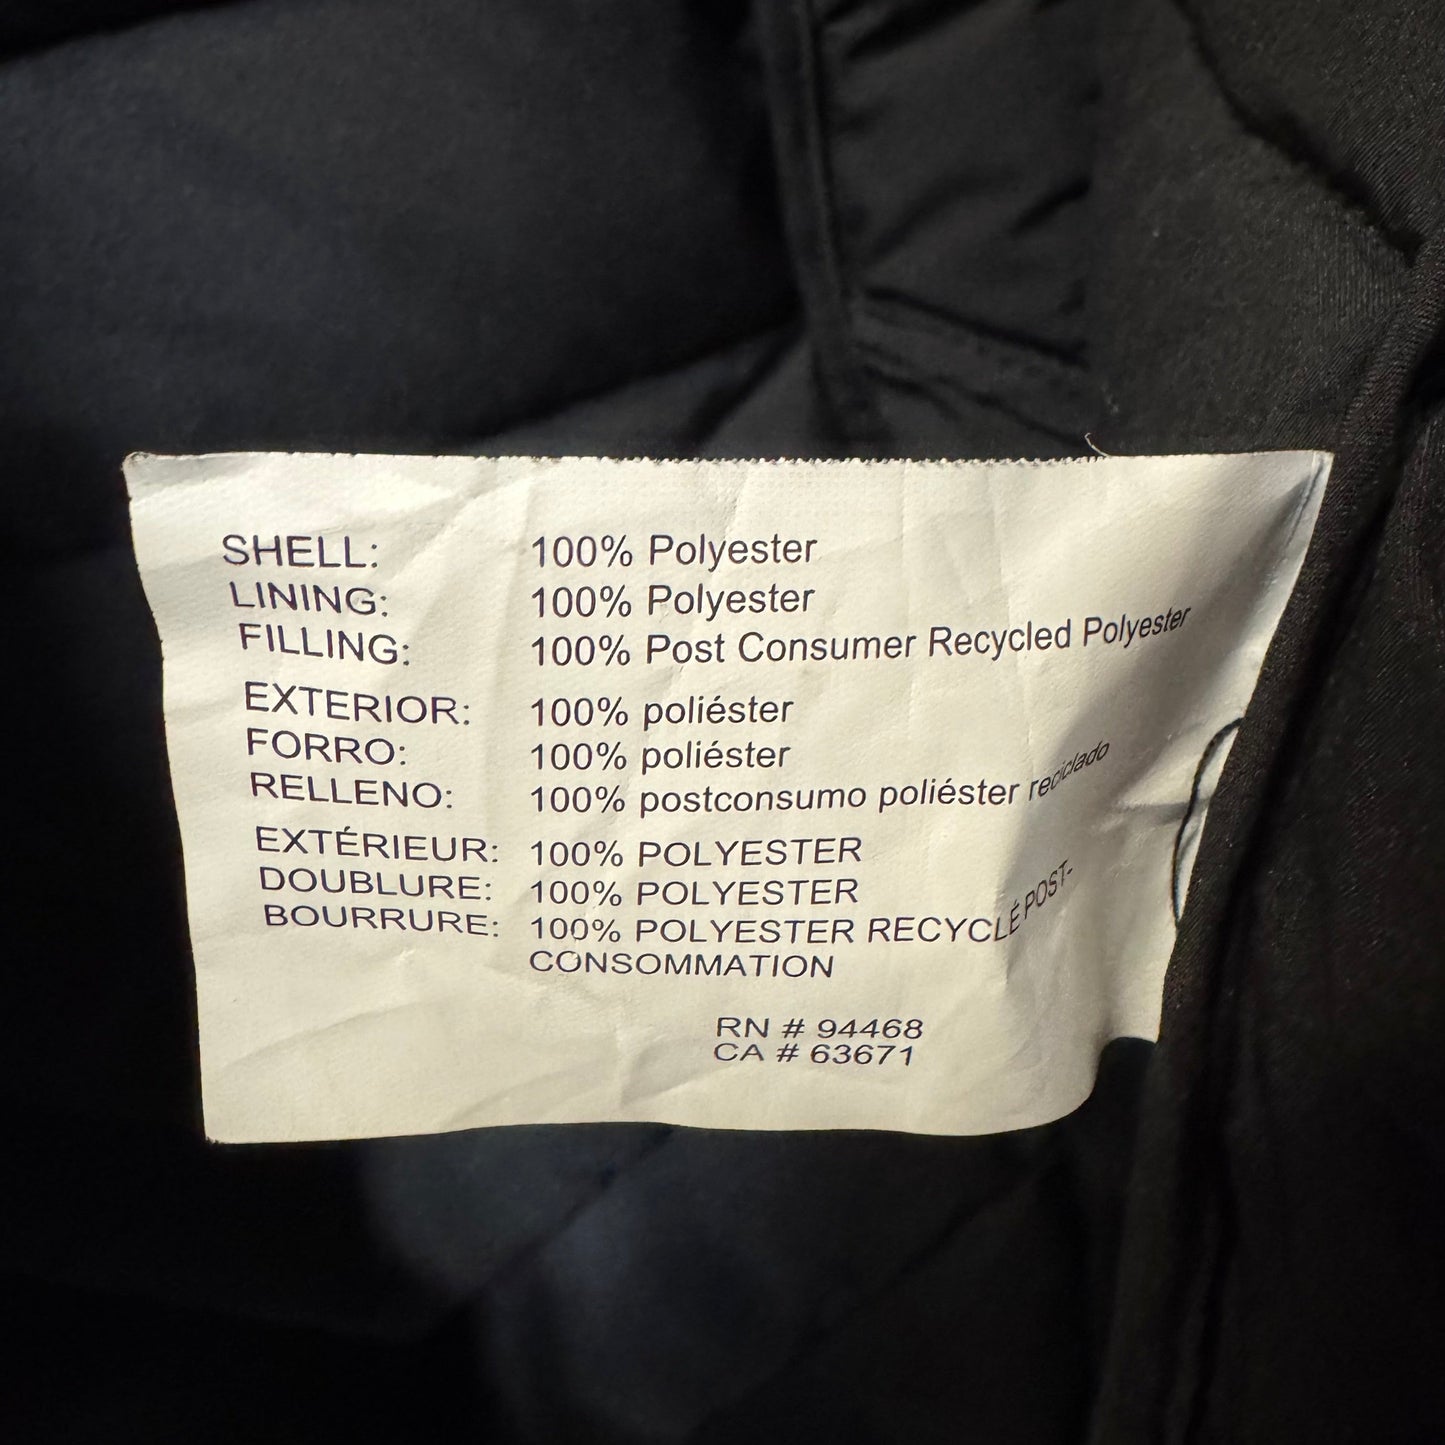 SHELL: 100% Polyester
LINING: 100% Polyester
FILLING: 100% Post Consumer Recycled Polyester
EXTERIOR: 100% poliéster
FORRO: 100% poliéster
RELLENO: 100% postconsumo poliéster reciclado
EXTÉRIEUR: 100% POLYESTER
DOUBLURE: 100% POLYESTER
BOURRURE: 100% POLYESTER RECYCLÉ POST-
CONSOMMATION
RN # 94468
CA # 63671